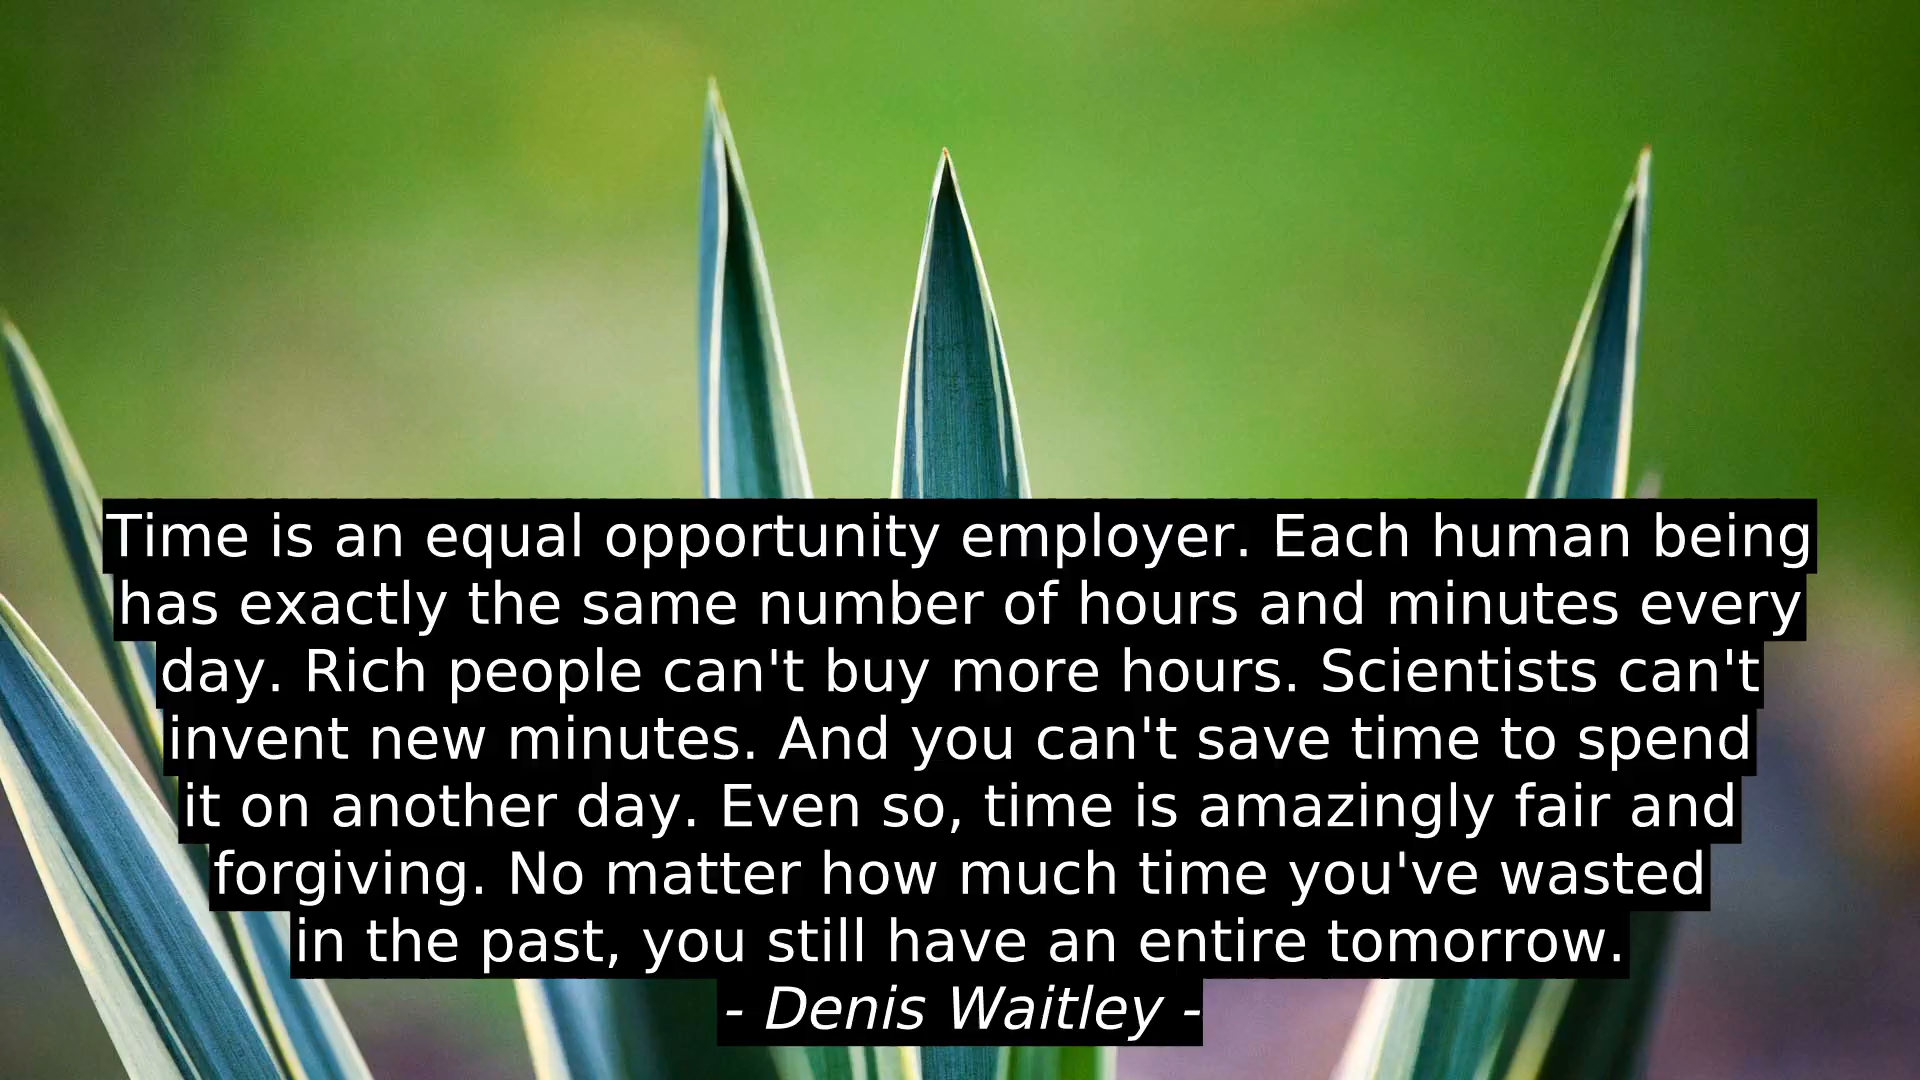 Time is an equal opportunity employer. Each human being
has exactly the same number of hours and minutes every
day. Rich people can't buy more hours. Scientists can't
invent new minutes. And you can't save time to spend
it on another day. Even so, time is amazingly fair and
forgiving. No matter how much time you've wasted
in the past, you still have an entire tomorrow.
- Denis Waitley -